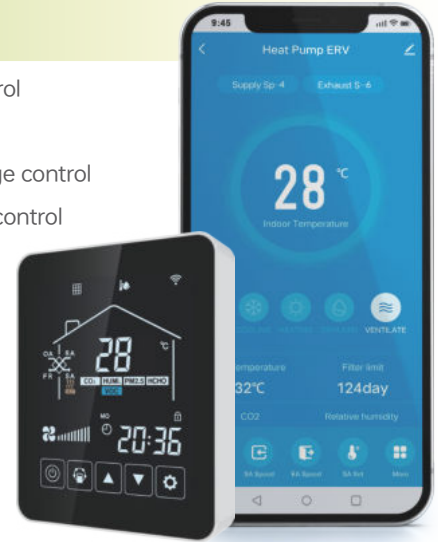 rol
ge control
control
9:45
Heat Pump ERV
Supply Sp-4 Exhaust S-6
28 °C
Indoor Temperature
VENTILATE
emperature Filter limit
32°C 124day
CO2 Relative humidity
SA Speed EA Speed SA Set More
28 °C
OA EA
FR SA
CO₂ HUMI. PM2.5 HCHO
VOC
MO
20:36